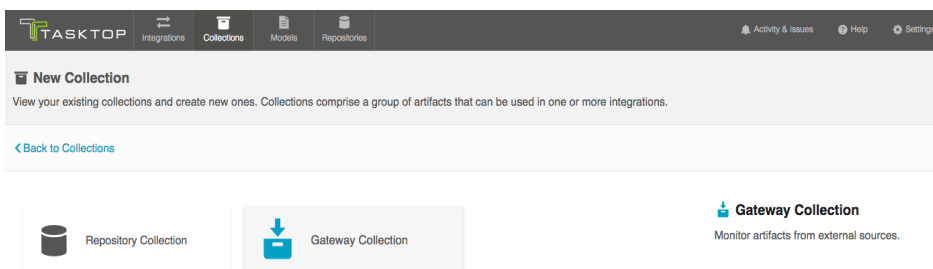 TASKTOP
Integrations
Collections
Models
Repositories
Activity & Issues
Help
Settings
New Collection
View your existing collections and create new ones. Collections comprise a group of artifacts that can be used in one or more integrations.
Back to Collections
Repository Collection
Gateway Collection
Gateway Collection
Monitor artifacts from external sources.